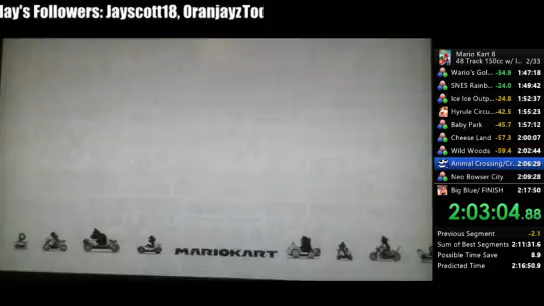 lay's Followers: Jayscott18, OranjayzToc
Mario Kart 8
48 Track 150cc w/ I... 2/33
Wario's Gol... -34.9 1:47:18
SNES Rainb... -24.0 1:49:42
Ice Ice Outp... -24.8 1:52:37
Hyrule Circu... -42.5 1:55:23
Baby Park -45.7 1:57:12
Cheese Land -57.3 2:00:07
Wild Woods -59.4 2:02:44
Animal Crossing/Cr... 2:06:29
Neo Bowser City 2:09:28
Big Blue/ FINISH 2:17:50
2:03:04.88
Previous Segment -2.1
Sum of Best Segments 2:11:31.6
Possible Time Save 8.9
Predicted Time 2:16:50.9
MARIOKART